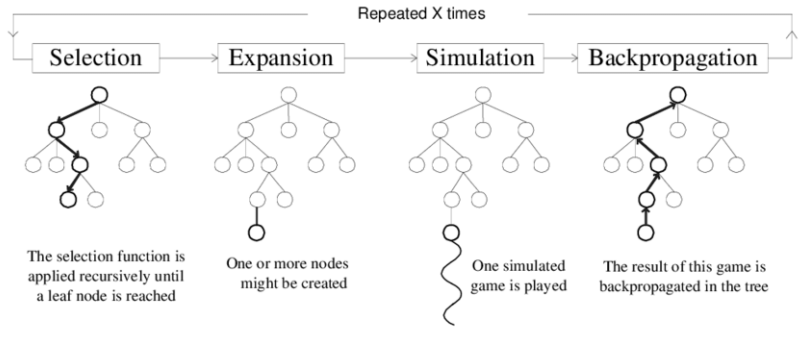 Repeated X times
Selection
Expansion
Simulation
Backpropagation
The selection function is
applied recursively until
a leaf node is reached
One or more nodes
might be created
One simulated
game is played
The result of this game is
backpropagated in the tree